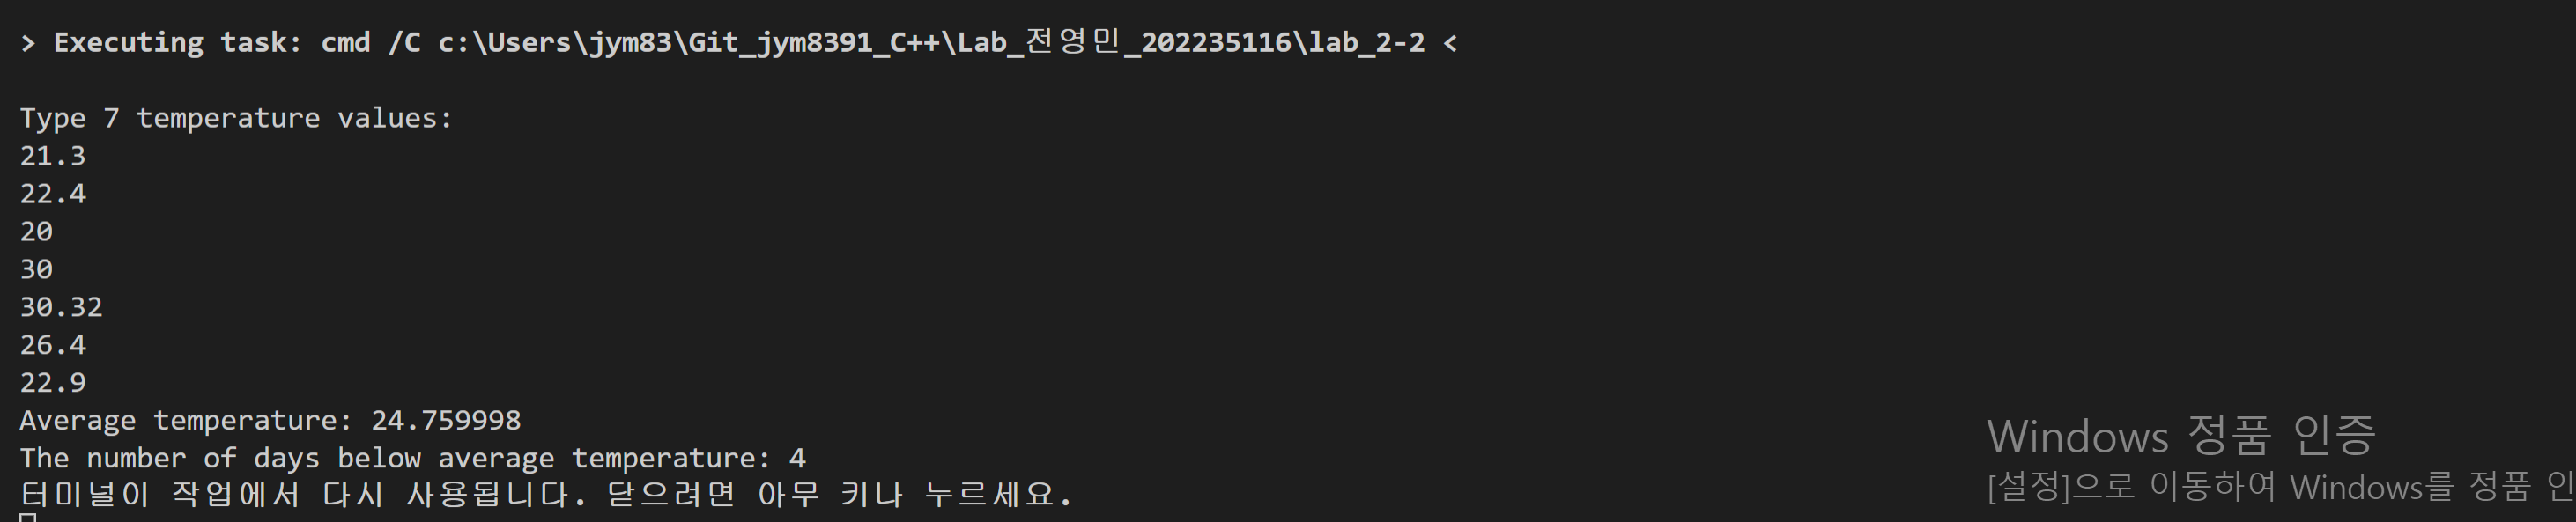 > Executing task: cmd /C c:\Users\jym83\Git_jym8391_C++\Lab_전영민_202235116\lab_2-2 <
Type 7 temperature values:
21.3
22.4
20
30
30.32
26.4
22.9
Average temperature: 24.759998
The number of days below average temperature: 4
터미널이 작업에서 다시 사용됩니다. 닫으려면 아무 키나 누르세요.
Windows 정품 인증
[설정]으로 이동하여 Windows를 정품 인